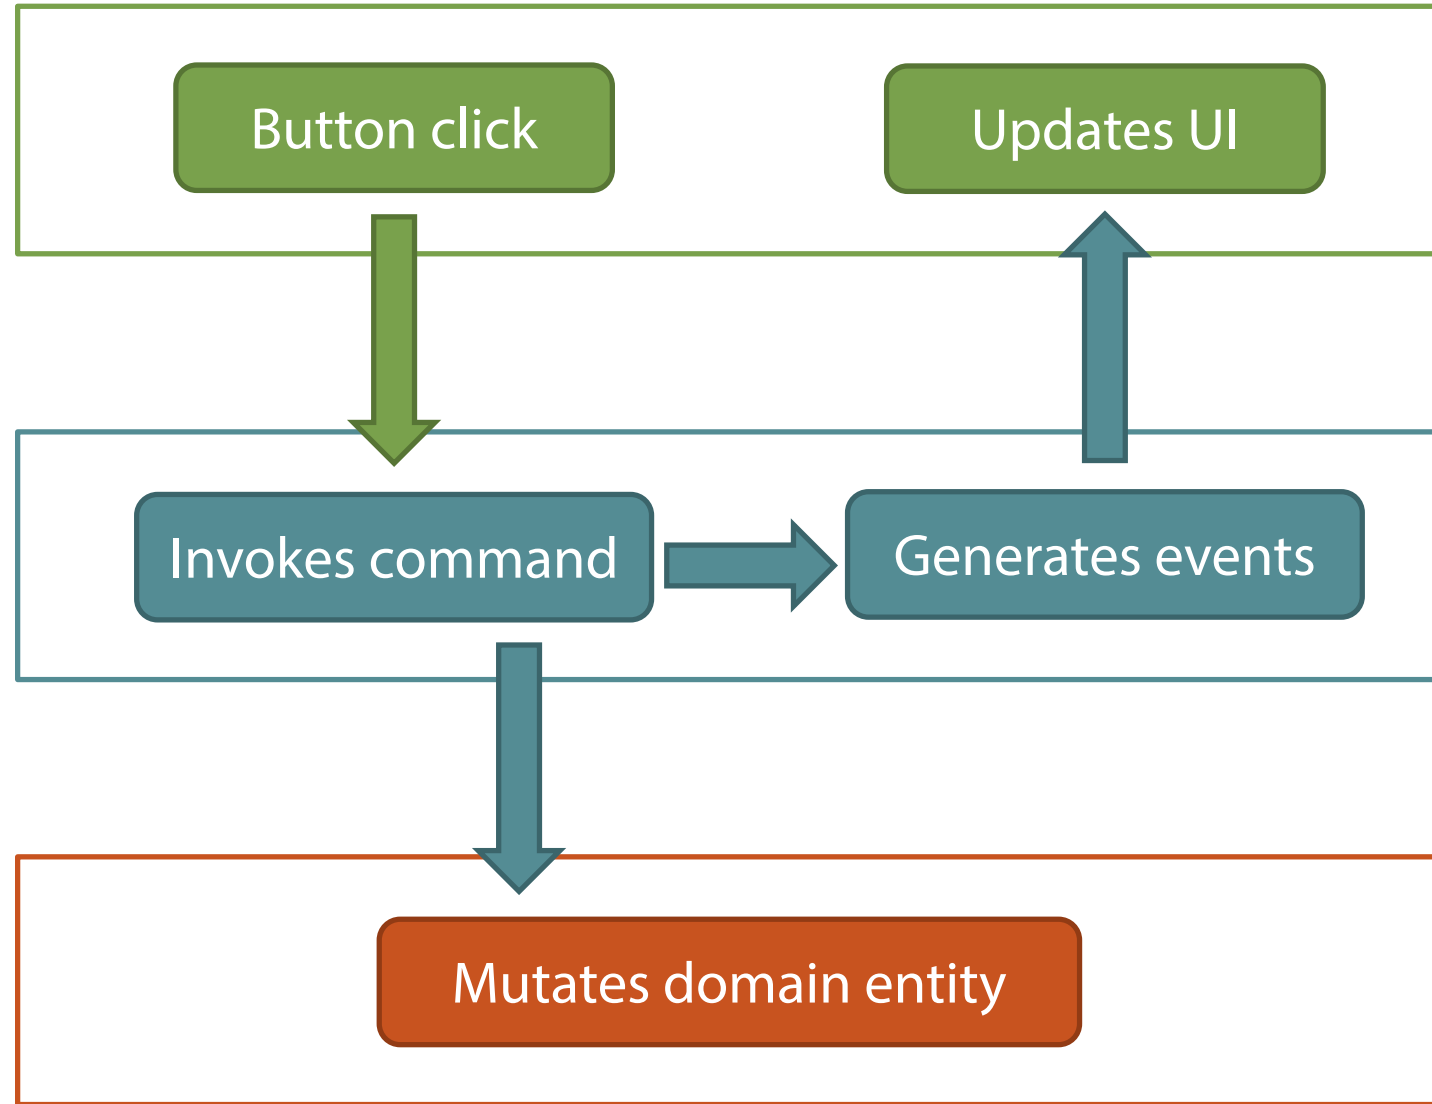 Button click
Updates UI
Invokes command
Generates events
Mutates domain entity